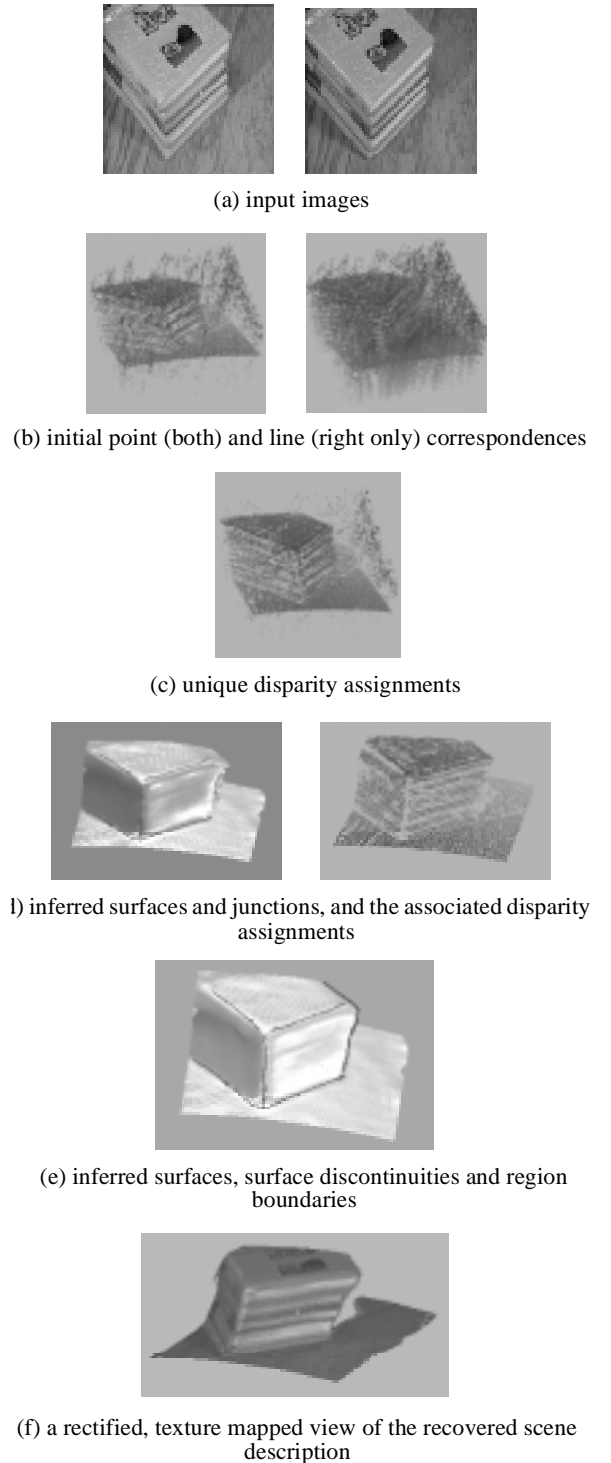 (a) input images
(b) initial point (both) and line (right only) correspondences
(c) unique disparity assignments
l) inferred surfaces and junctions, and the associated disparity
assignments
(e) inferred surfaces, surface discontinuities and region
boundaries
(f) a rectified, texture mapped view of the recovered scene
description